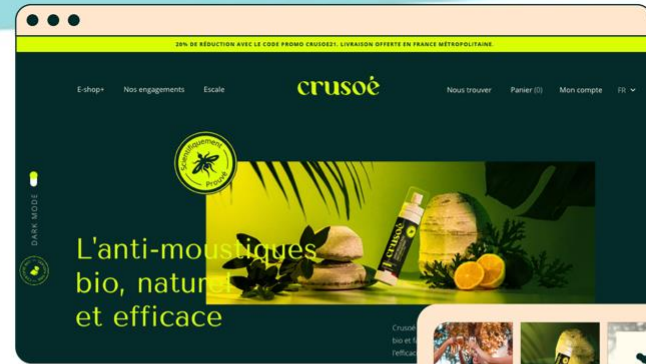 20% DE RÉDUCTION AVEC LE CODE PROMO CRUSOE21. LIVRAISON OFFERTE EN FRANCE MÉTROPOLITAINE.
E-shop+ Nos engagements Escale crusoé Nous trouver Panier (0) Mon compte FR
Scientifiquement
Prouvé
DARK MODE
crusoé
L'anti-moustiques
bio, naturel
et efficace
Crusoé
bio et
l'efficac